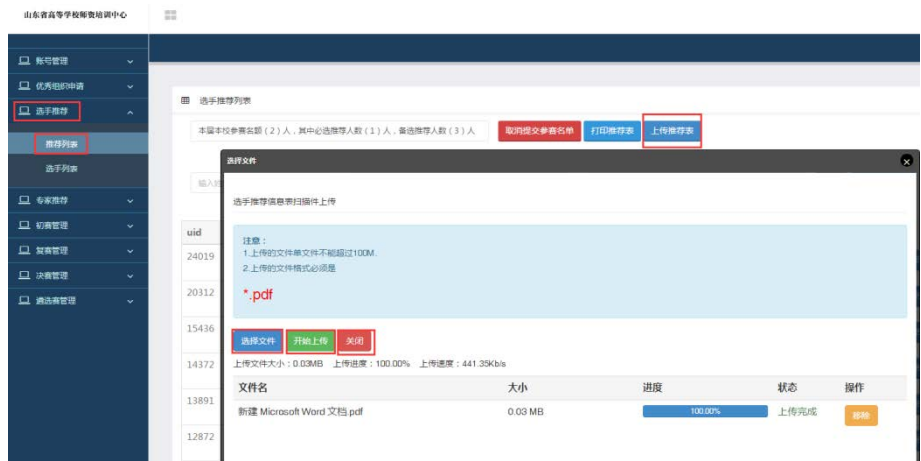 山东省高等学校师资培训中心
账号管理
优秀组织申请
选手推荐
推荐列表
选手列表
专家推荐
初赛管理
复赛管理
决赛管理
遴选赛管理
选手推荐列表
本届本校参赛名额(2)人,其中必选推荐人数(1)人,备选推荐人数(3)人
取消提交参赛名单 打印推荐表 上传推荐表
选择文件
输入
选手推荐信息表扫描件上传
uid
24019
20312
15436
14372
13891
12872
注意:
1.上传的文件单文件不能超过100M.
2.上传的文件格式必须是
*.pdf
选择文件 开始上传 关闭
上传文件大小:0.03MB 上传进度:100.00% 上传速度:441.35Kb/s
文件名 大小 进度 状态 操作
新建 Microsoft Word 文档.pdf 0.03 MB 100.00% 上传完成 移除